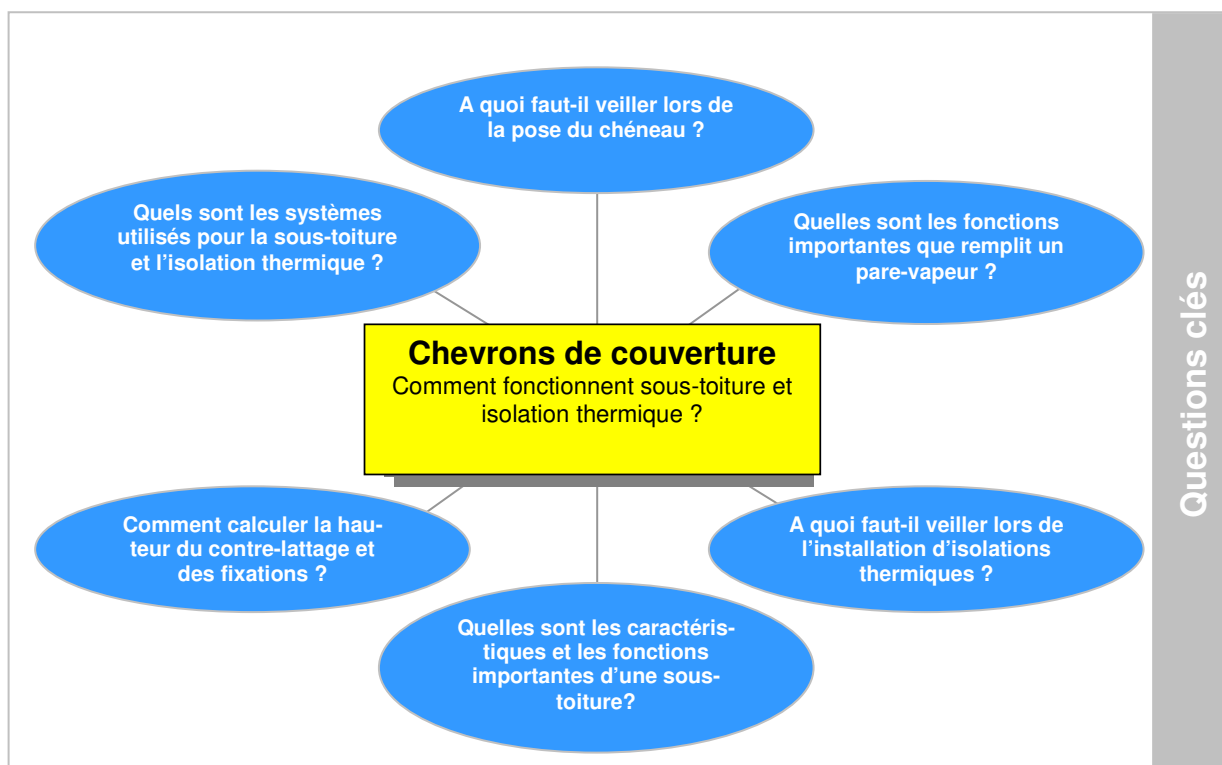 A quoi faut-il veiller lors de
la pose du chéneau ?
Quels sont les systèmes
utilisés pour la sous-toiture
et l'isolation thermique ?
Quelles sont les fonctions
importantes que remplit un
pare-vapeur ?
Chevrons de couverture
Comment fonctionnent sous-toiture et
isolation thermique ?
Comment calculer la hau-
teur du contre-lattage et
des fixations ?
A quoi faut-il veiller lors de
l'installation d'isolations
thermiques ?
Quelles sont les caractéris-
tiques et les fonctions
importantes d'une sous-
toiture?
Questions clés